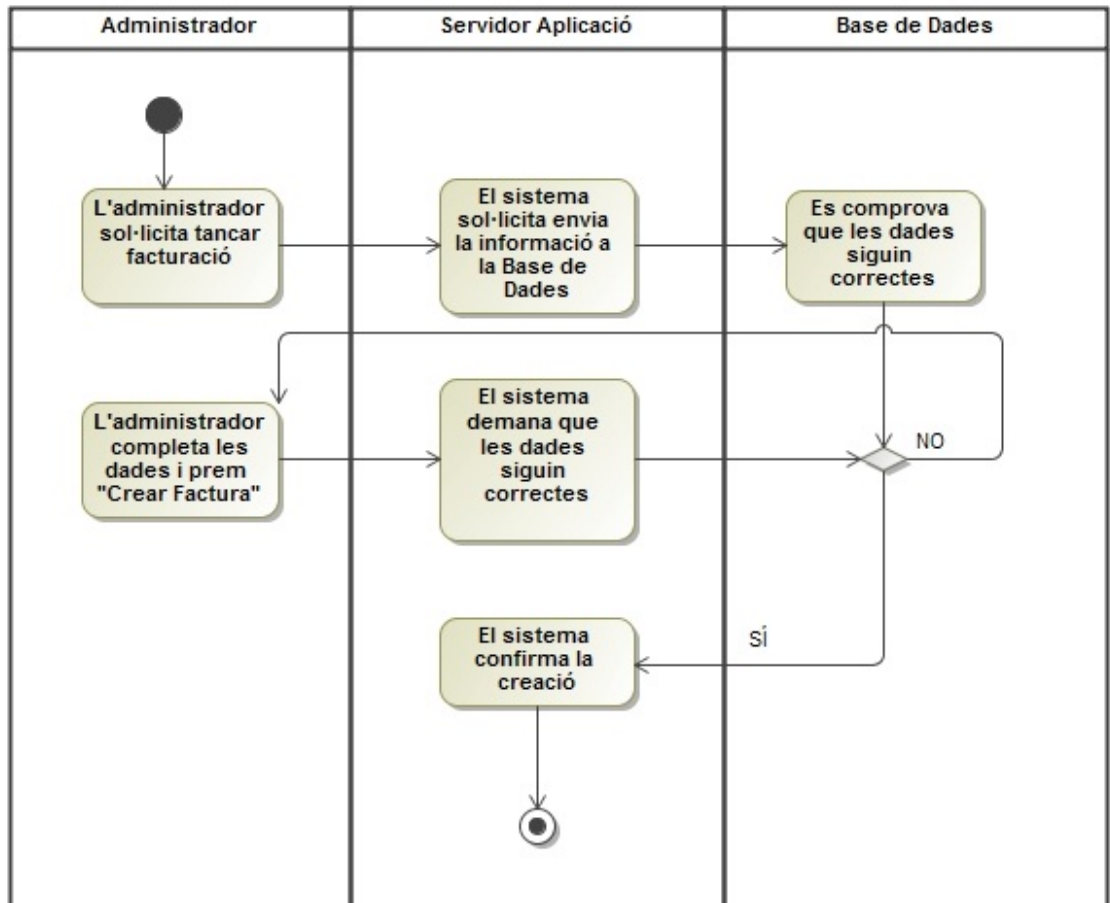 Administrador
Servidor Aplicació
Base de Dades
L'administrador
sol·licita tancar
facturació
El sistema
sol·licita envia
la informació a
la Base de
Dades
Es comprova
que les dades
siguin
correctes
L'administrador
completa les
dades i prem
"Crear Factura"
El sistema
demana que
les dades
siguin
correctes
NO
SÍ
El sistema
confirma la
creació